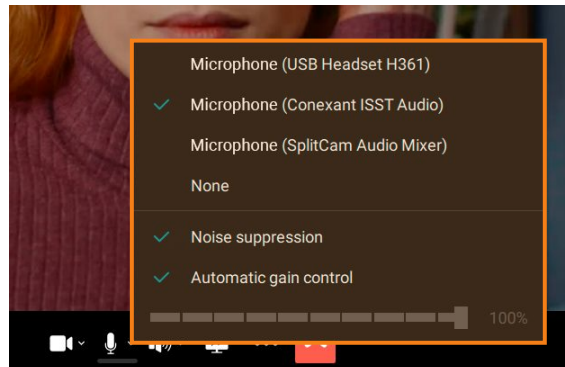 Microphone (USB Headset H361)
Microphone (Conexant ISST Audio)
Microphone (SplitCam Audio Mixer)
None
Noise suppression
Automatic gain control
100%